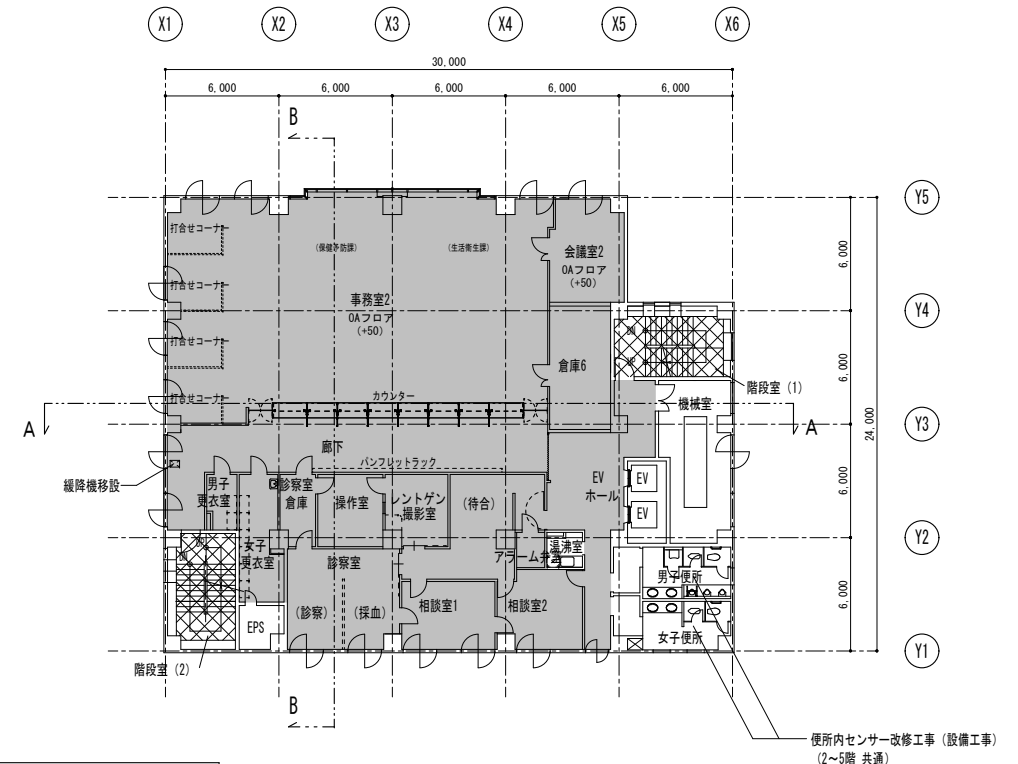 X1 X2 X3 X4 X5 X6
30,000
6,000 6,000 6,000 6,000 6,000
B
Y5
打合せコーナー
(保健予防課) (生活衛生課)
会議室2
OAフロア
(+50)
6,000
打合せコーナー
事務室2
OAフロア
(+50)
Y4
DN
UP
打合せコーナー
倉庫6
6,000
階段室 (1)
打合せコーナー
カウンター
機械室
A A
Y3
24,000
廊下
パンフレットラック
緩降機移設
男子
更衣室
診察室
倉庫
操作室
レントゲン
撮影室
(待合)
EV
ホール
EV
EV
6,000
Y2
女子
更衣室
診察室
アラーム弁室
湯沸室
男子便所
(診察) (採血)
相談室1
相談室2
EPS
女子便所
6,000
Y1
階段室 (2)
B
便所内センサー改修工事 (設備工事)
(2～5階 共通)